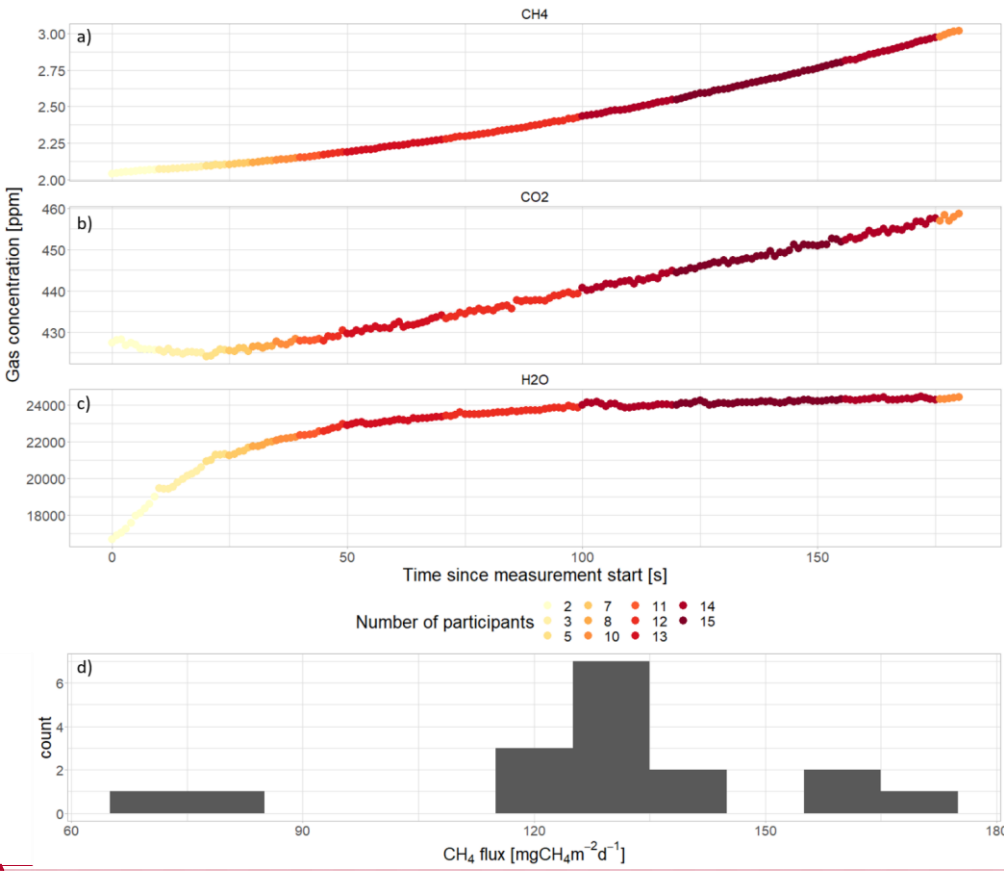 CH4
a)
3.00
2.75
2.50
2.25
2.00
CO2
b)
460
450
440
430
Gas concentration [ppm]
H2O
c)
24000
22000
20000
18000
0 50 100 150
Time since measurement start [s]
Number of participants
2 7 11 14
3 8 12 15
5 10 13
d)
6
4
2
0
count
60 90 120 150 180
CH₄ flux [mgCH₄m⁻²d⁻¹]